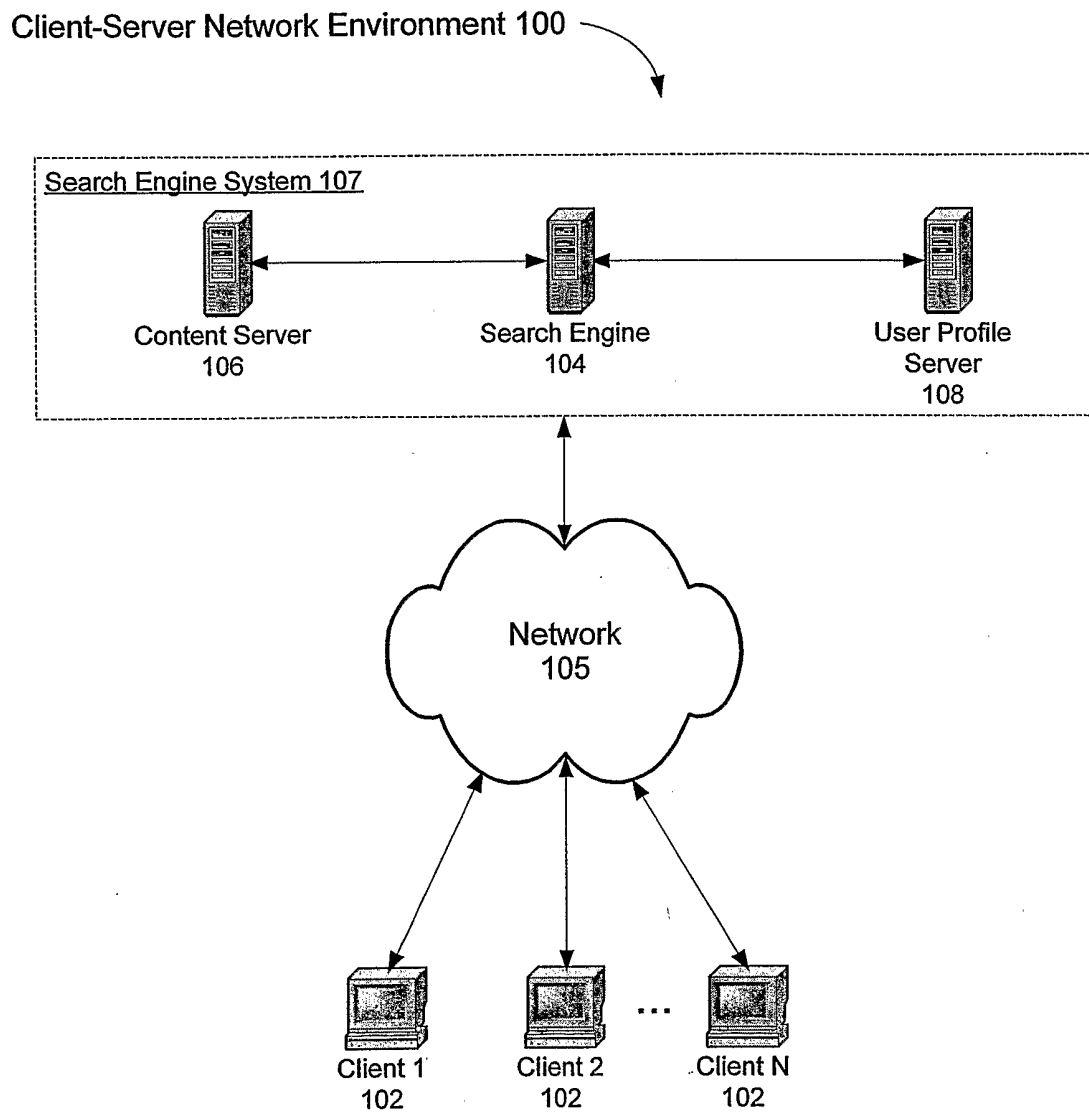 Client-Server Network Environment 100
Search Engine System 107
Content Server
106
Search Engine
104
User Profile
Server
108
Network
105
...
Client 1
102
Client 2
102
Client N
102